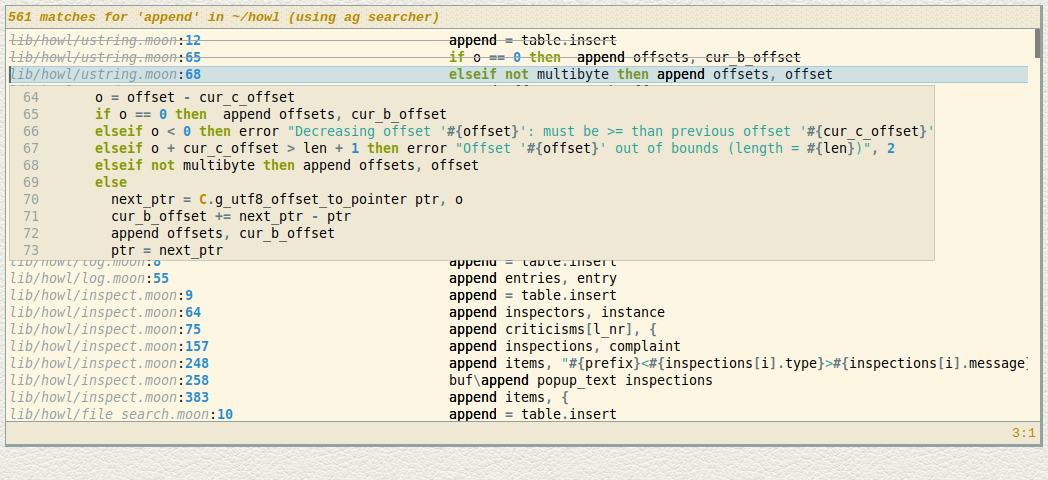 561 matches for 'append' in ~/howl (using ag searcher)
lib/howl/ustring.moon:12 append = table.insert
lib/howl/ustring.moon:65 if o == 0 then  append offsets, cur_b_offset
lib/howl/ustring.moon:68 elseif not multibyte then append offsets, offset
64 o = offset - cur_c_offset
65 if o == 0 then  append offsets, cur_b_offset
66 elseif o < 0 then error "Decreasing offset '#{offset}': must be >= than previous offset '#{cur_c_offset}'
67 elseif o + cur_c_offset > len + 1 then error "Offset '#{offset}' out of bounds (length = #{len})", 2
68 elseif not multibyte then append offsets, offset
69 else
70 next_ptr = C.g_utf8_offset_to_pointer ptr, o
71 cur_b_offset += next_ptr - ptr
72 append offsets, cur_b_offset
73 ptr = next_ptr
lib/howl/log.moon:8 append = table.insert
lib/howl/log.moon:55 append entries, entry
lib/howl/inspect.moon:9 append = table.insert
lib/howl/inspect.moon:64 append inspectors, instance
lib/howl/inspect.moon:75 append criticisms[l_nr], {
lib/howl/inspect.moon:157 append inspections, complaint
lib/howl/inspect.moon:248 append items, "#{prefix}<#{inspections[i].type}>#{inspections[i].message}
lib/howl/inspect.moon:258 buf\append popup_text inspections
lib/howl/inspect.moon:383 append items, {
lib/howl/file_search.moon:10 append = table.insert
3:1